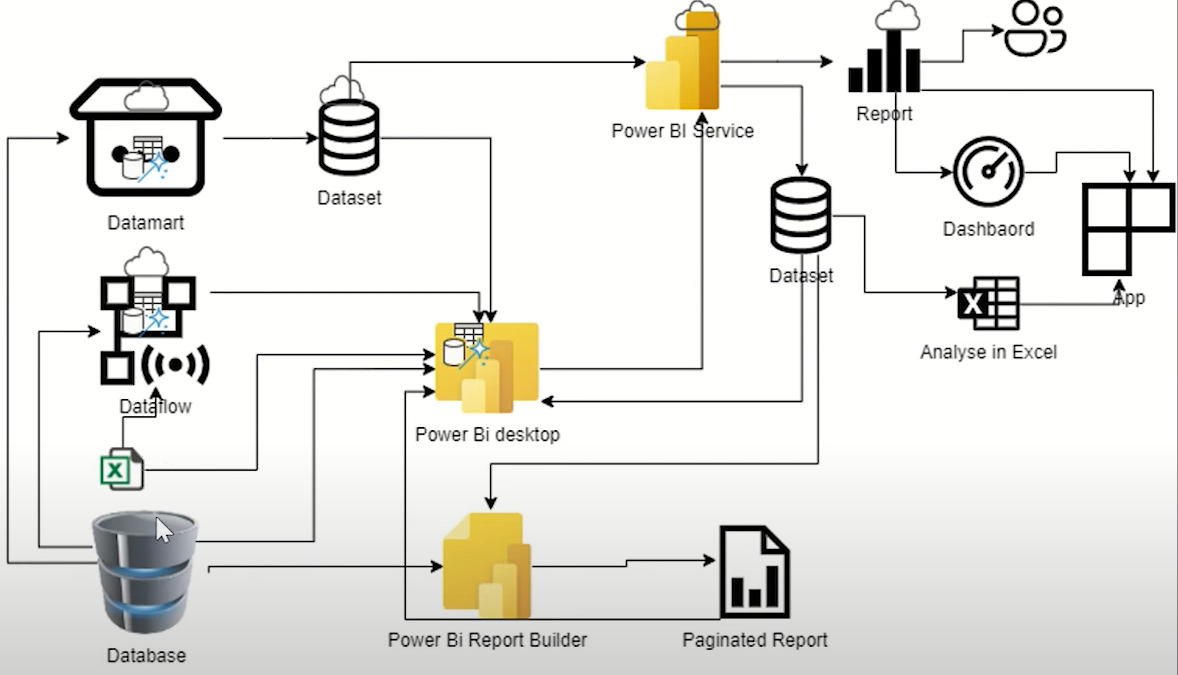 Power BI Service
Report
Datamart
Dataset
Dashbaord
Dataset
App
Analyse in Excel
X
Dataflow
Power Bi desktop
X
Power Bi Report Builder
Paginated Report
Database